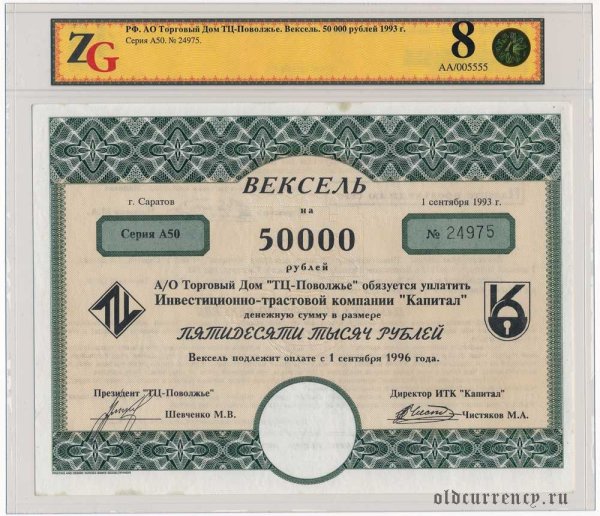 ZG
РФ. АО Торговый Дом ТЦ-Поволжье. Вексель. 50 000 рублей 1993 г.
Серия А50. № 24975.
8
АА/005555
ВЕКСЕЛЬ
г. Саратов
на
1 сентября 1993 г.
Серия А50
50000
№ 24975
рублей
А/О Торговый Дом "ТЦ-Поволжье" обязуется уплатить
Инвестиционно-трастовой компании "Капитал"
денежную сумму в размере
ТЦ
ПЯТИДЕСЯТИ ТЫСЯЧ РУБЛЕЙ
Вексель подлежит оплате с 1 сентября 1996 года.
Президент "ТЦ-Поволжье"
Директор ИТК "Капитал"
Шевченко М.В.
Чистяков М.А.
oldcurrency.ru